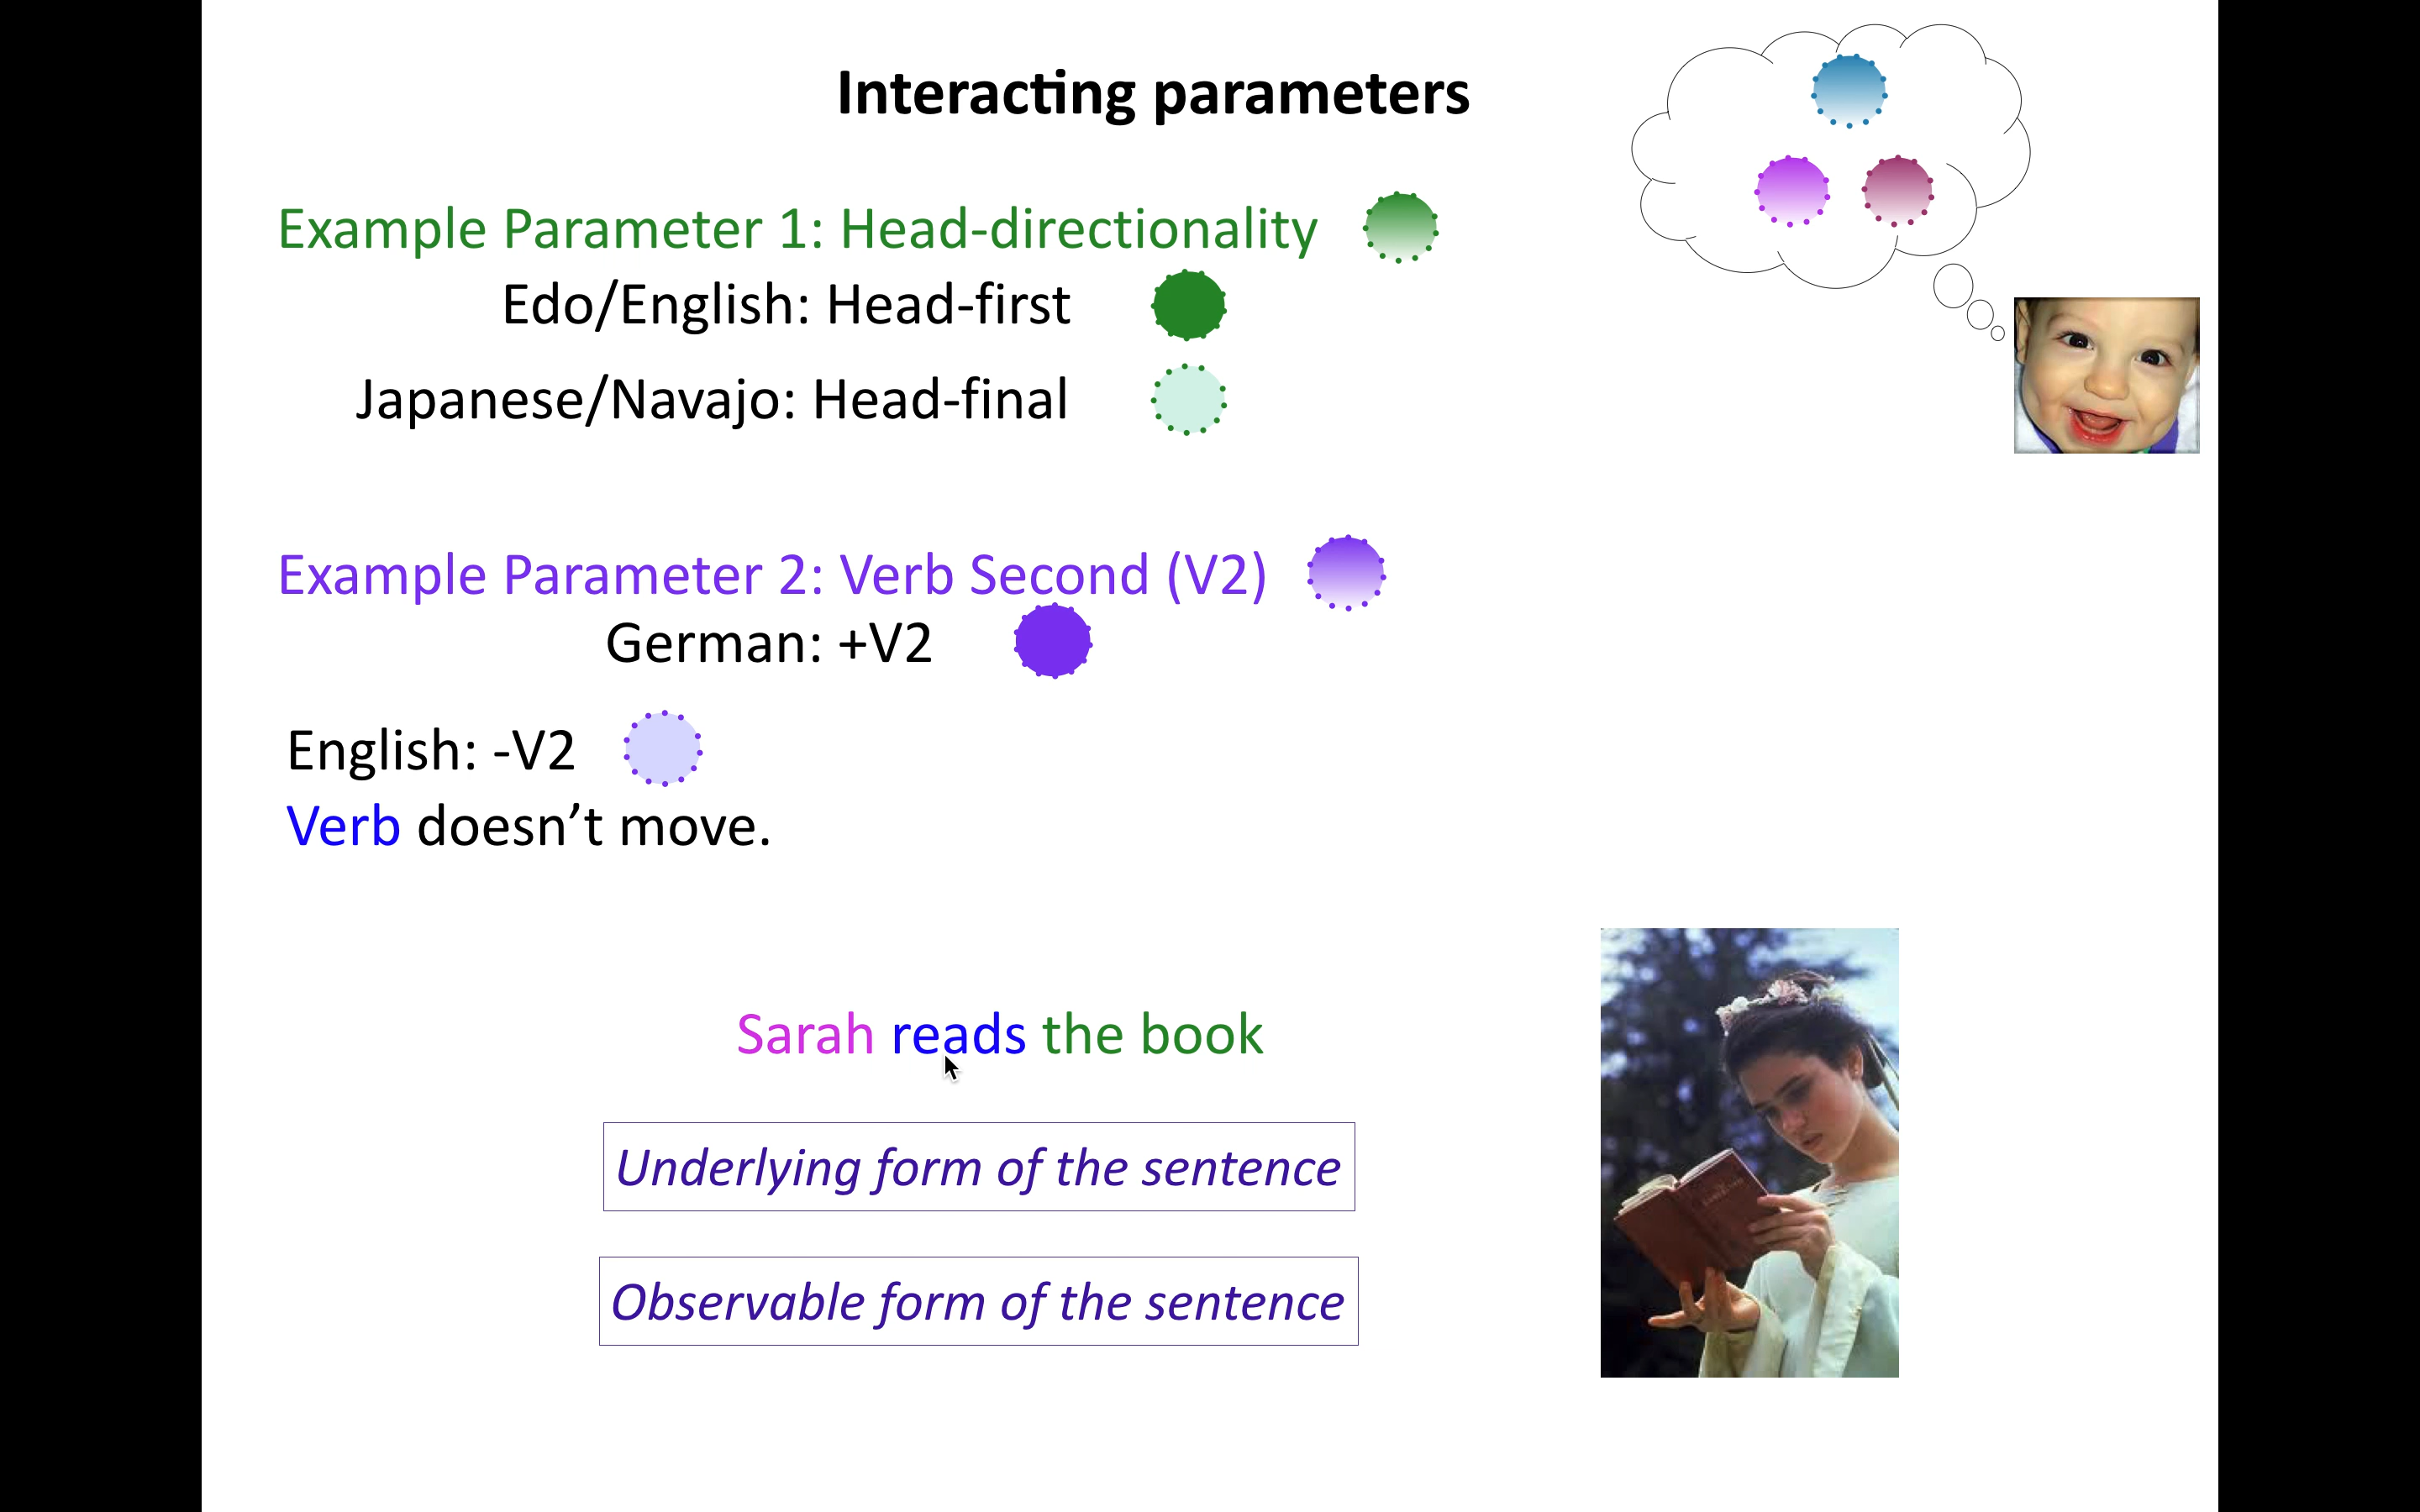 Interacting parameters
Example Parameter 1: Head-directionality
Edo/English: Head-first
Japanese/Navajo: Head-final
Example Parameter 2: Verb Second (V2)
German: +V2
English: -V2
Verb doesn’t move.
Sarah reads the book
Underlying form of the sentence
Observable form of the sentence